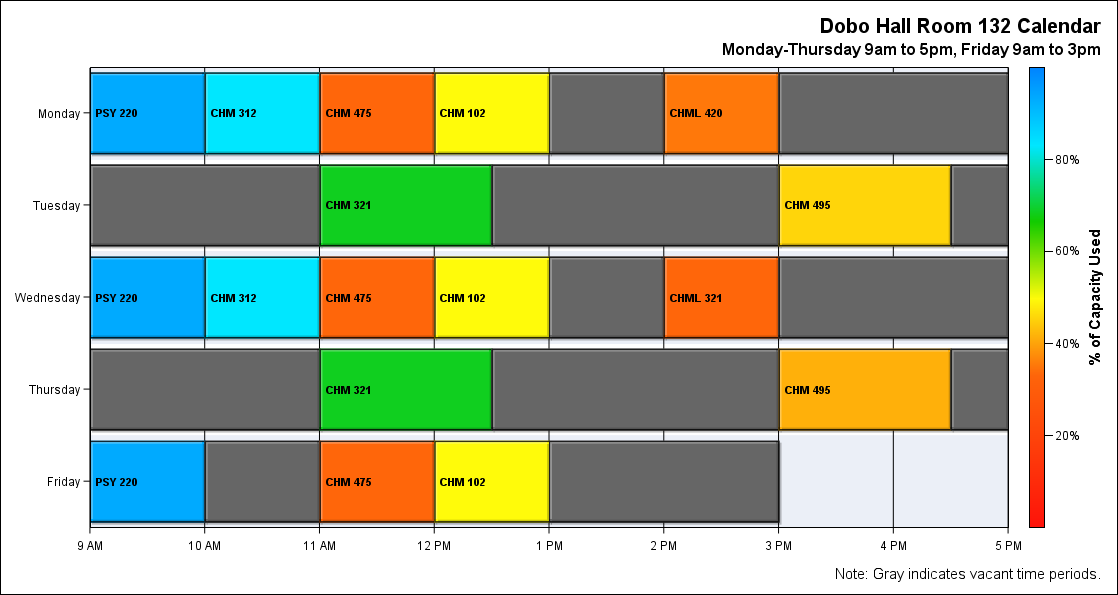 Dobo Hall Room 132 Calendar
Monday-Thursday 9am to 5pm, Friday 9am to 3pm
Monday PSY 220 CHM 312 CHM 475 CHM 102 CHML 420
Tuesday CHM 321 CHM 495
Wednesday PSY 220 CHM 312 CHM 475 CHM 102 CHML 321
Thursday CHM 321 CHM 495
Friday PSY 220 CHM 475 CHM 102
9 AM 10 AM 11 AM 12 PM 1 PM 2 PM 3 PM 4 PM 5 PM
80%
60%
40%
20%
% of Capacity Used
Note: Gray indicates vacant time periods.